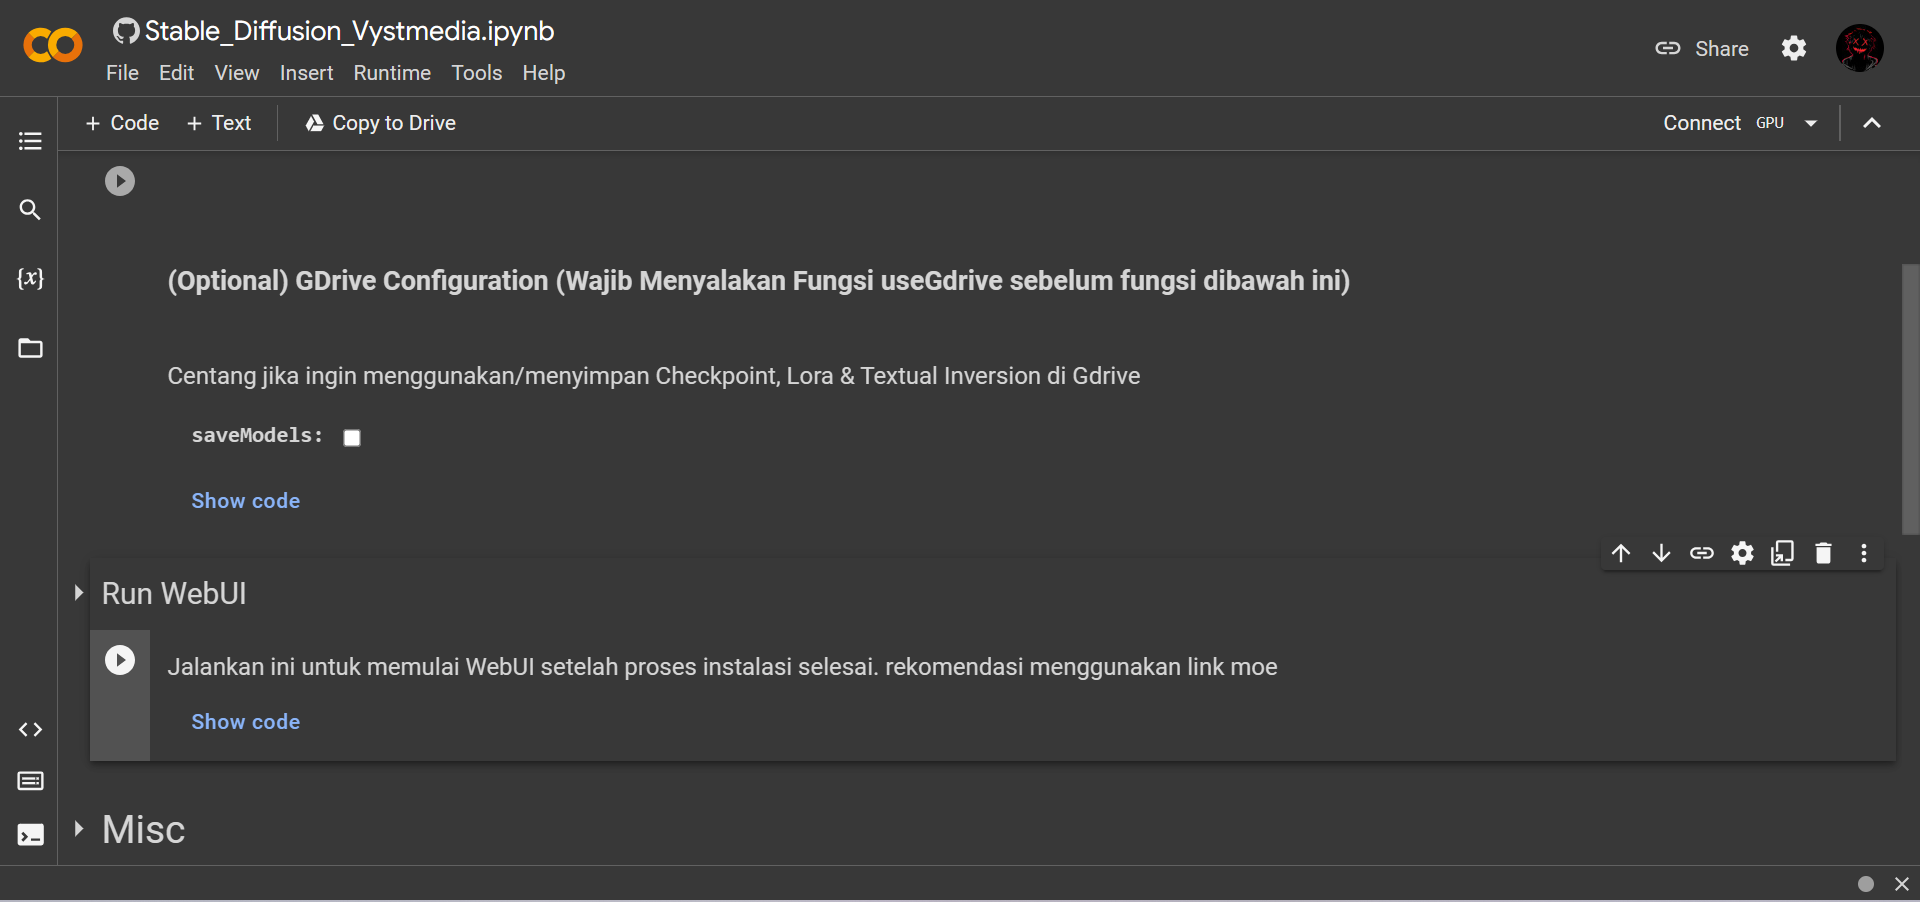 Stable_Diffusion_Vystmedia.ipynb
File Edit View Insert Runtime Tools Help
Share
+ Code + Text Copy to Drive
Connect GPU
(Optional) GDrive Configuration (Wajib Menyalakan Fungsi useGdrive sebelum fungsi dibawah ini)
Centang jika ingin menggunakan/menyimpan Checkpoint, Lora & Textual Inversion di Gdrive
saveModels:
Show code
Run WebUI
Jalankan ini untuk memulai WebUI setelah proses instalasi selesai. rekomendasi menggunakan link moe
Show code
Misc